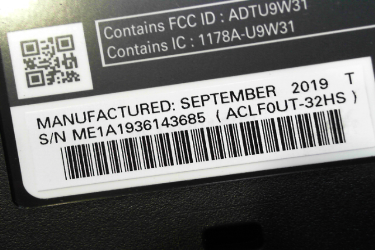 Contains FCC ID : ADTU9W31
Contains IC : 1178A-U9W31
MANUFACTURED: SEPTEMBER 2019 T
S/N ME1A1936143685 ( ACLF0UT-32HS )